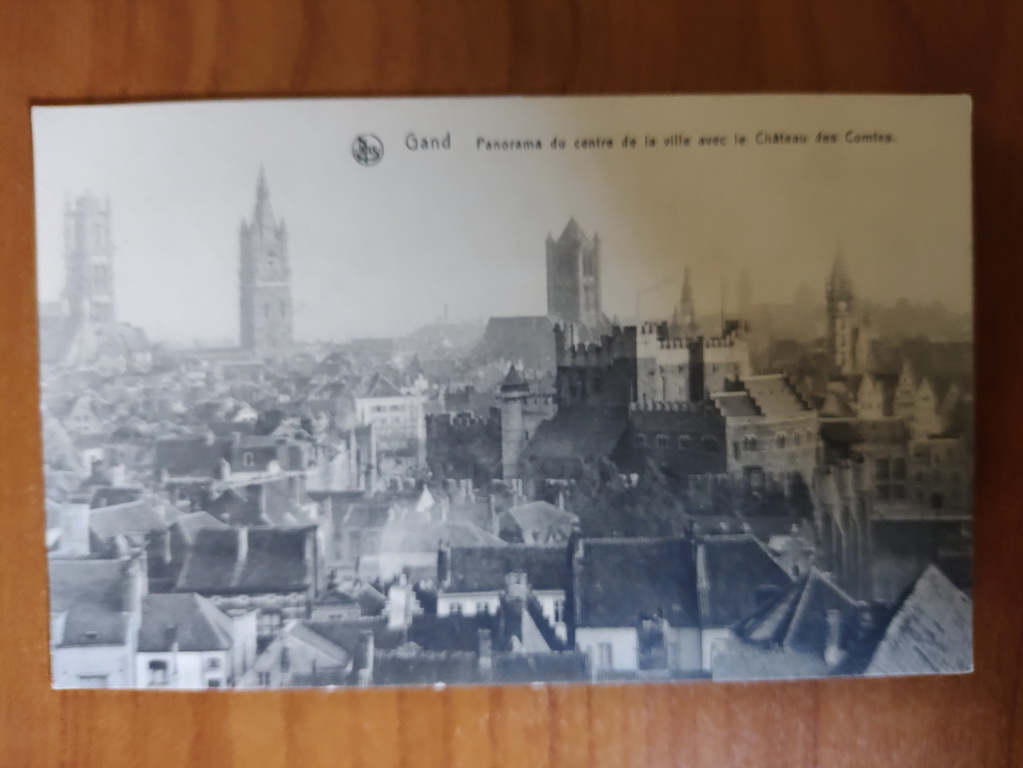 Gand Panorama du centre de la ville avec le Château des Comtes.